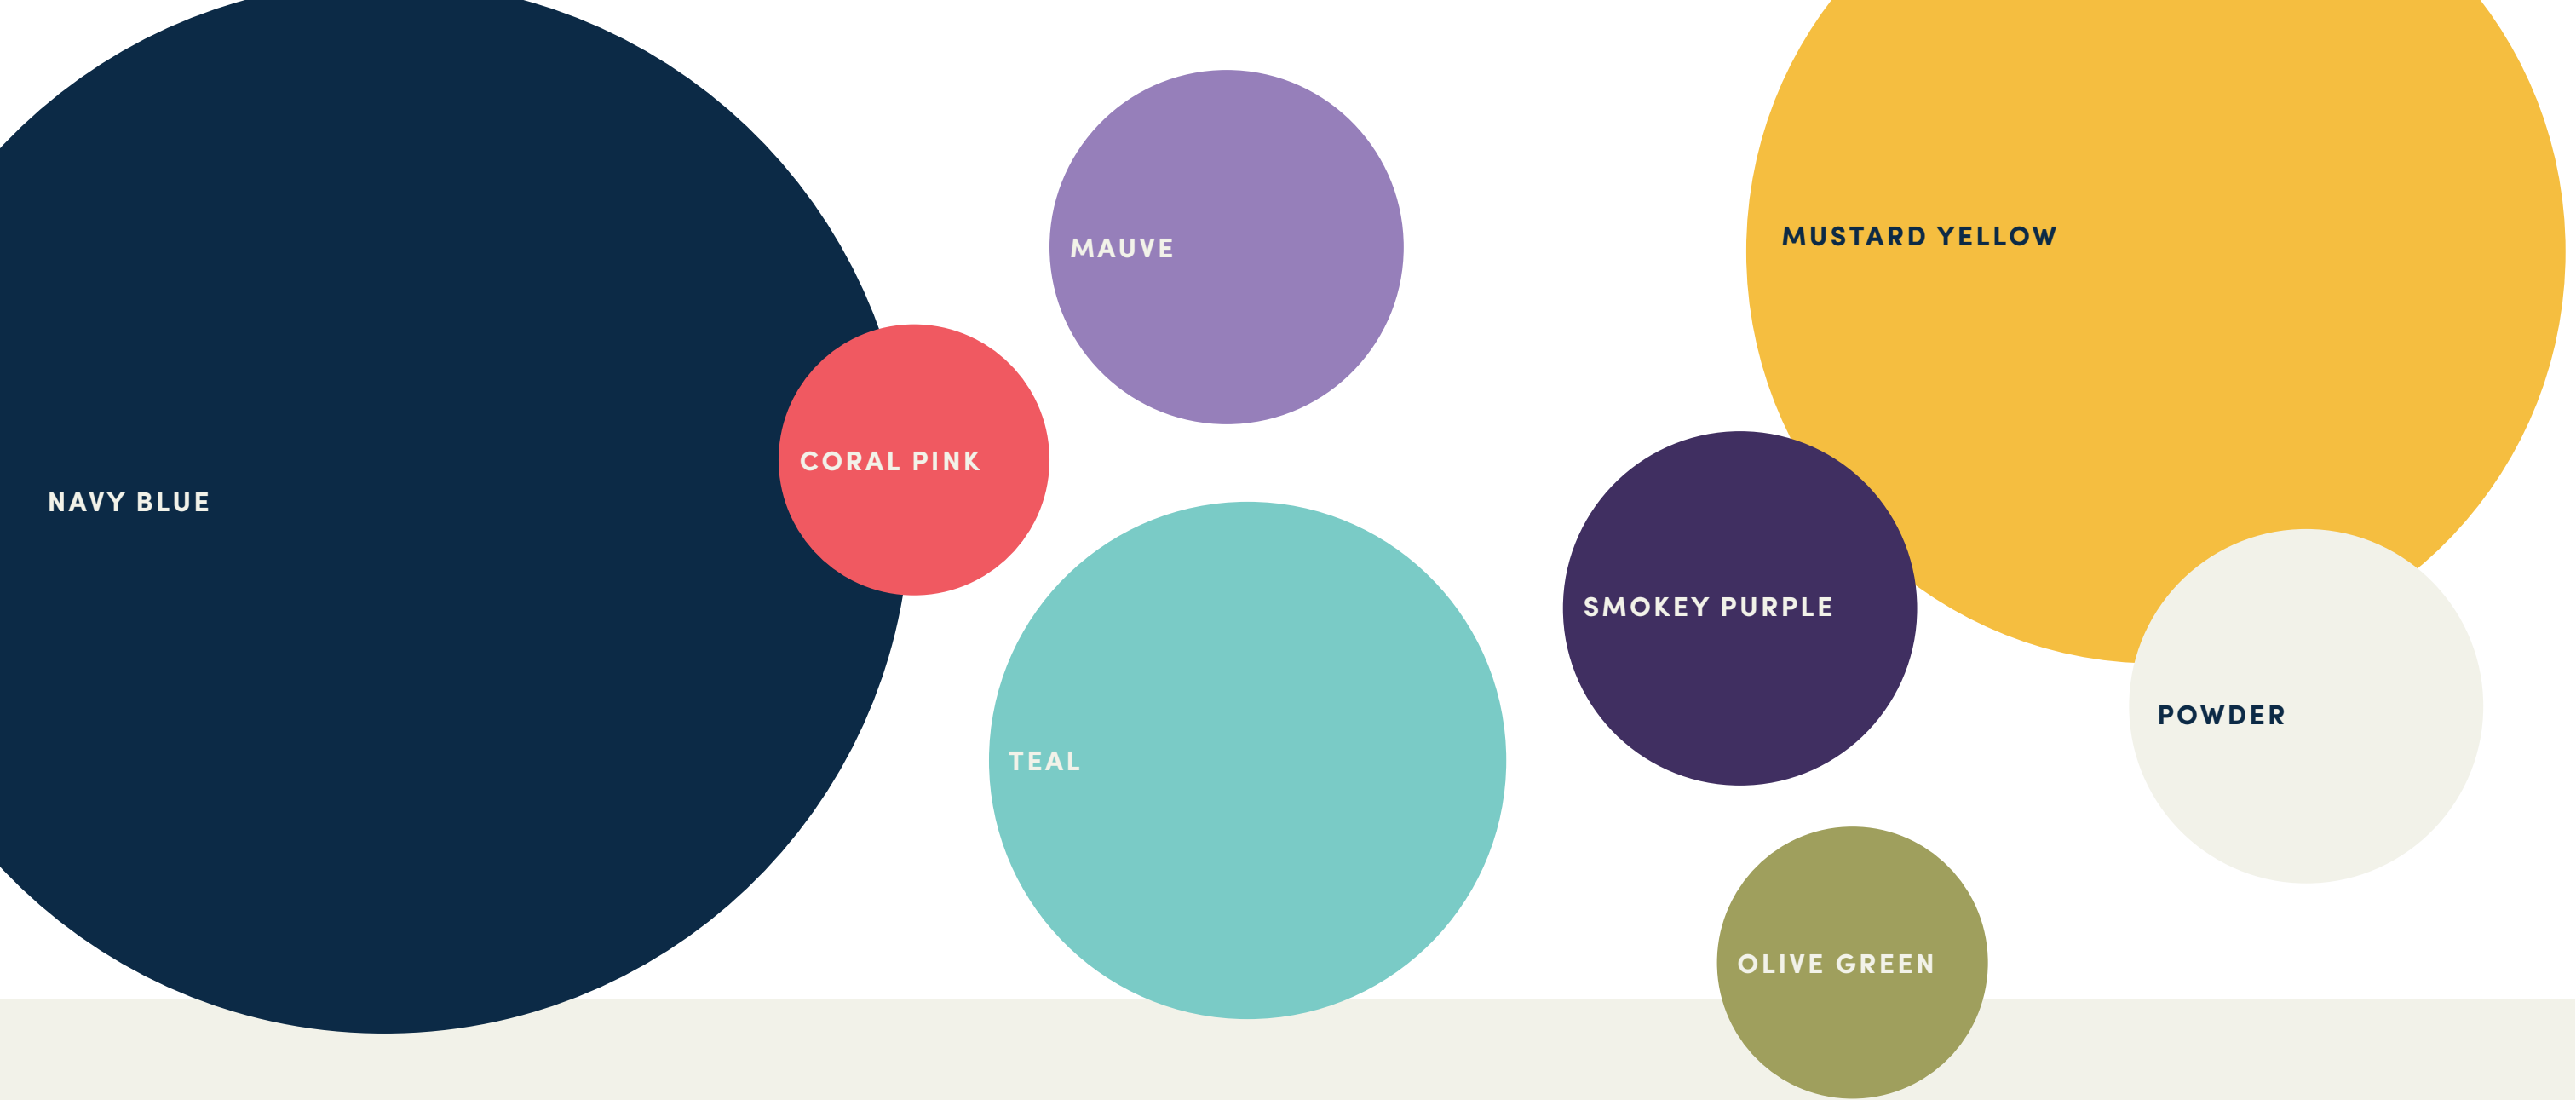 MUSTARD YELLOW
MAUVE
CORAL PINK
NAVY BLUE
SMOKEY PURPLE
POWDER
TEAL
OLIVE GREEN